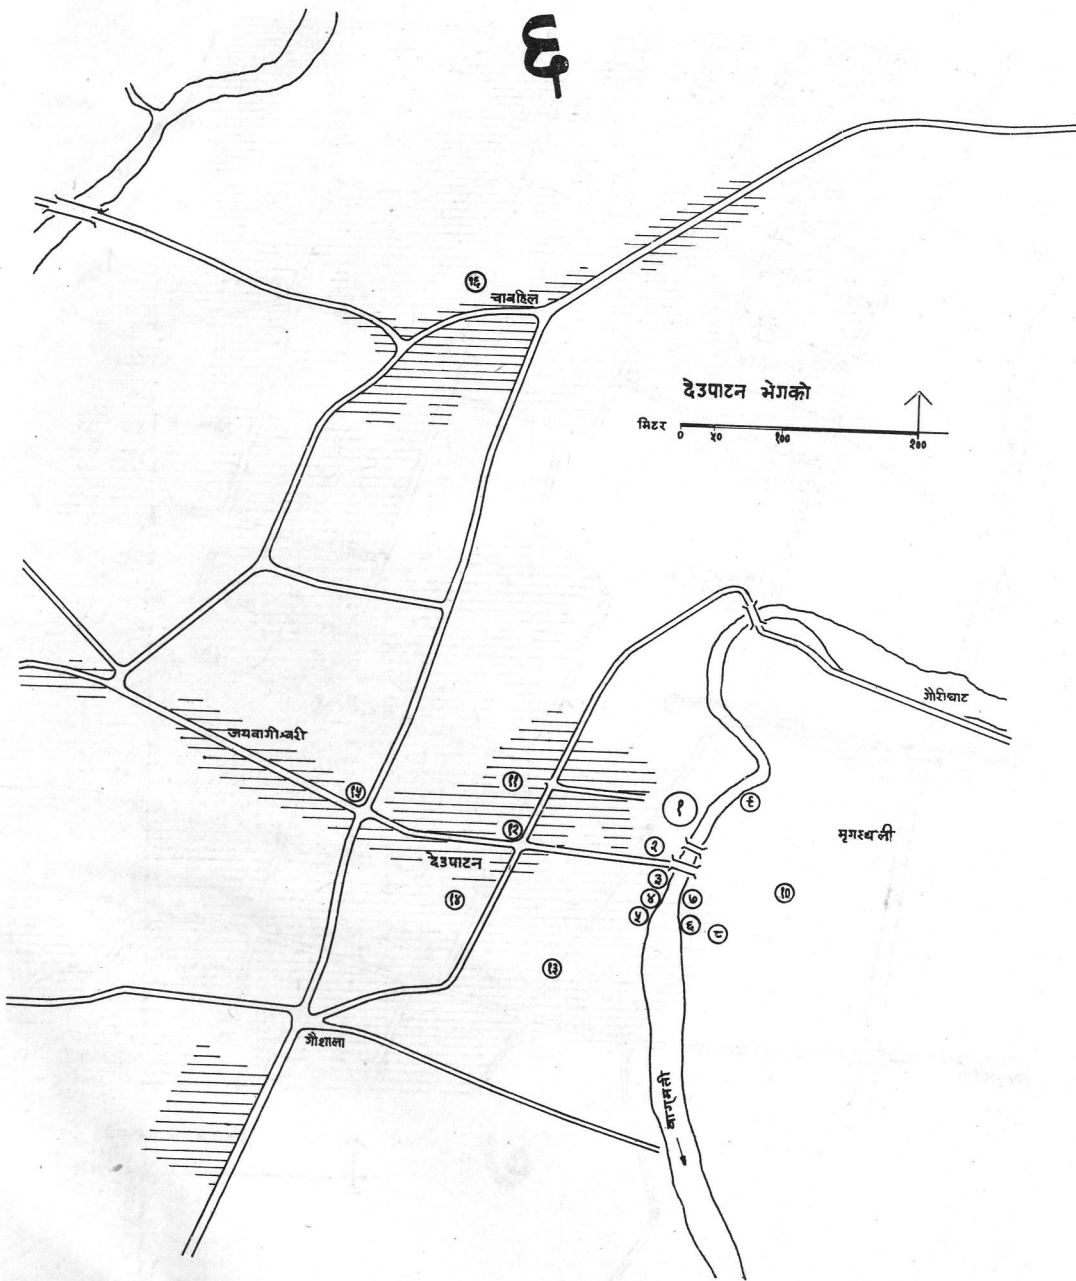 ६
१६
चाबहिल
देउपाटन भेगको
मिटर
० ५० १०० २००
गौरीघाट
जयबागीश्वरी
११
१५
१
९
१२
मृगस्थली
२
देउपाटन
३
१४
४
७
१०
५
६
८
१३
गौशाला
बागमती